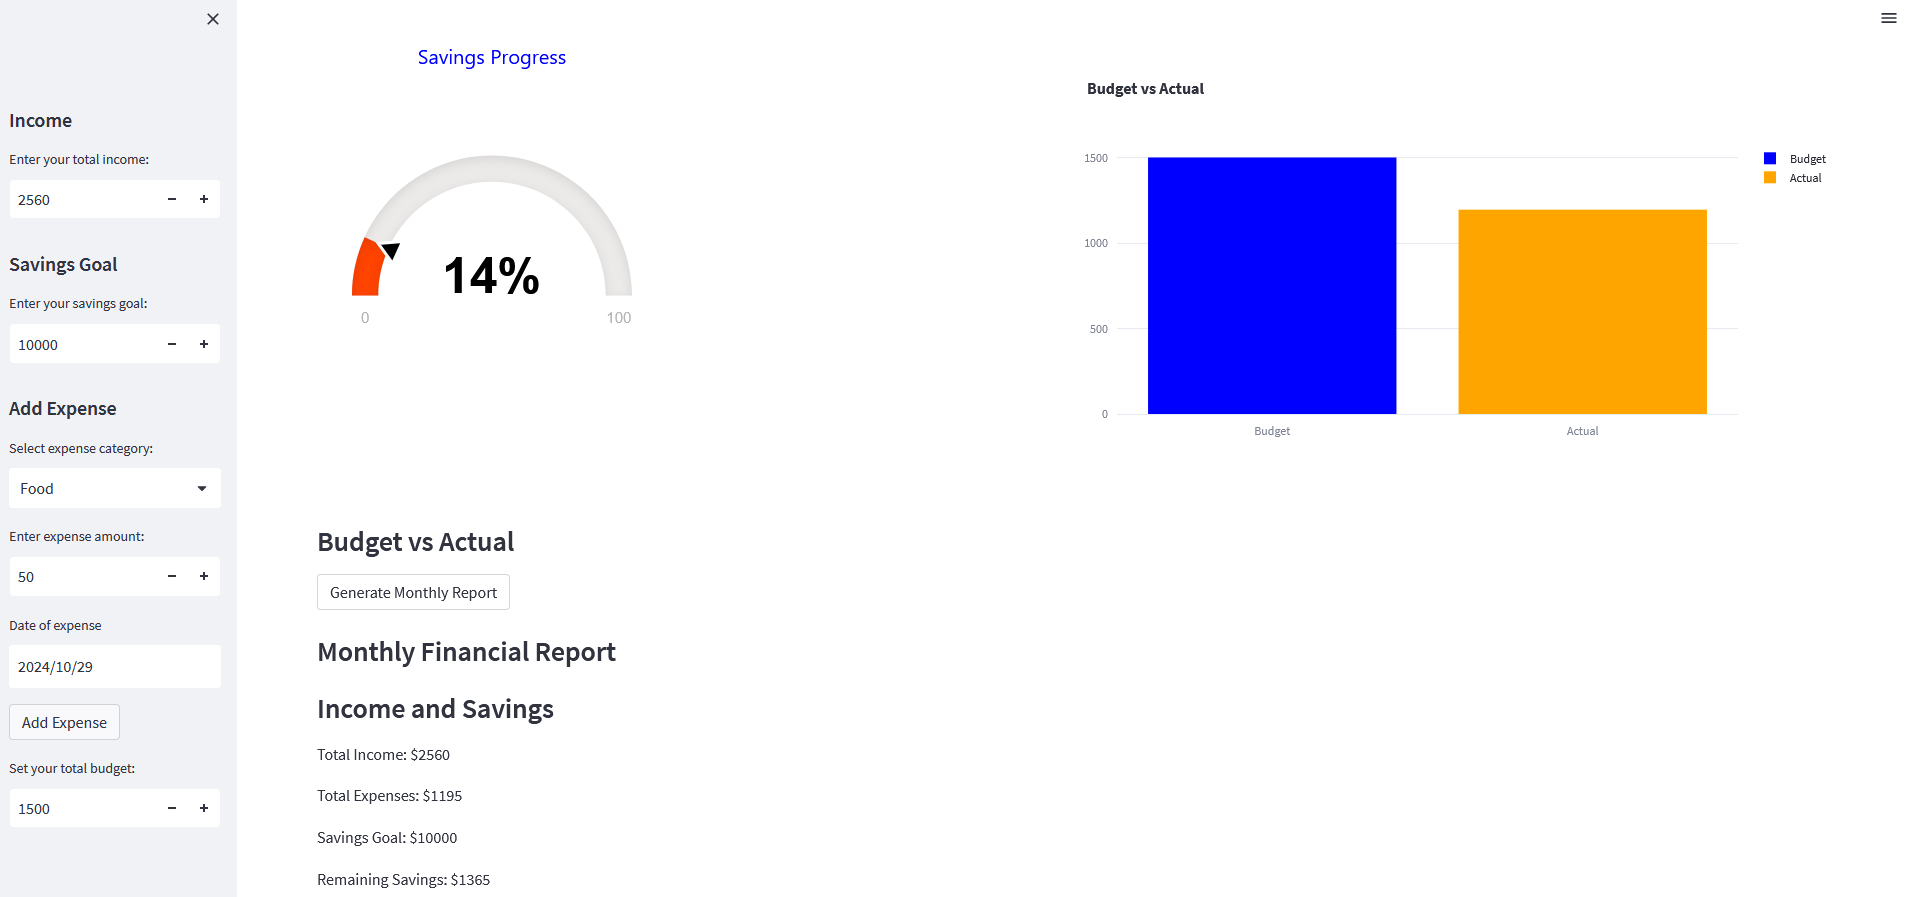 Income
Enter your total income:
2560
Savings Goal
Enter your savings goal:
10000
Add Expense
Select expense category:
Food
Enter expense amount:
50
Date of expense
2024/10/29
Add Expense
Set your total budget:
1500
Savings Progress
14%
0
100
Budget vs Actual
1500
1000
500
0
Budget
Actual
Budget
Actual
Budget vs Actual
Generate Monthly Report
Monthly Financial Report
Income and Savings
Total Income: $2560
Total Expenses: $1195
Savings Goal: $10000
Remaining Savings: $1365